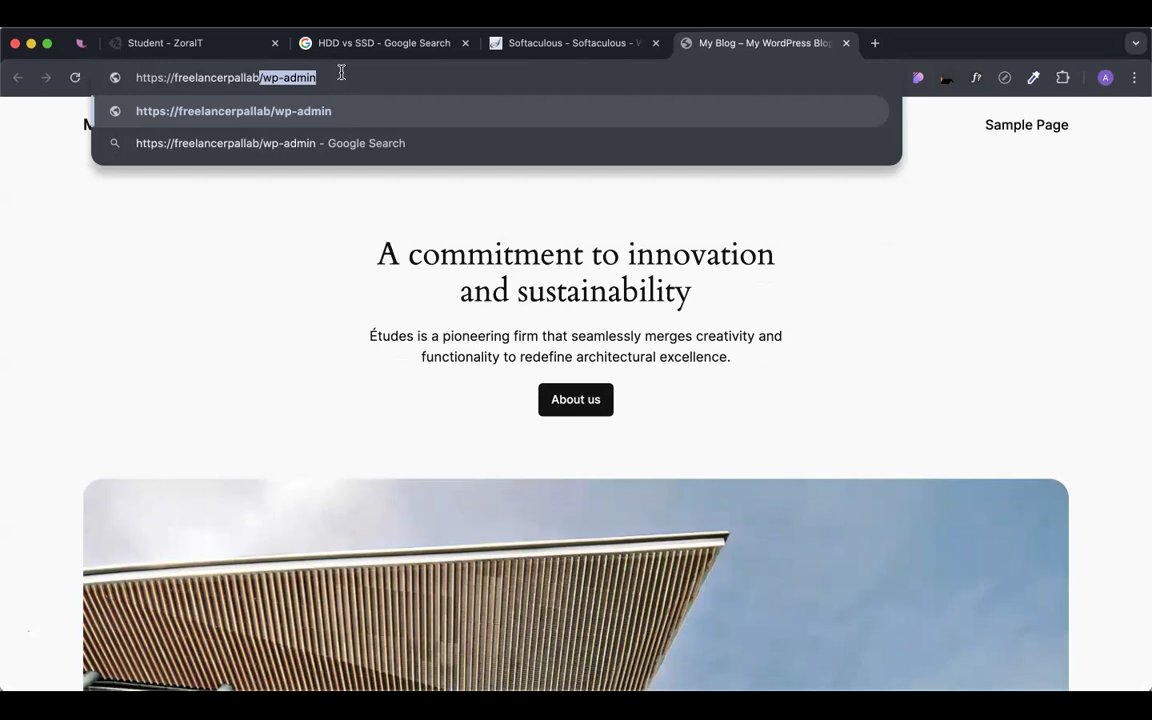 Student - ZoraIT
HDD vs SSD - Google Search
Softaculous - Softaculous -
My Blog – My WordPress Blog
https://freelancerpallab/wp-admin
f?
A
https://freelancerpallab/wp-admin
https://freelancerpallab/wp-admin - Google Search
Sample Page
A commitment to innovation
and sustainability
Études is a pioneering firm that seamlessly merges creativity and
functionality to redefine architectural excellence.
About us